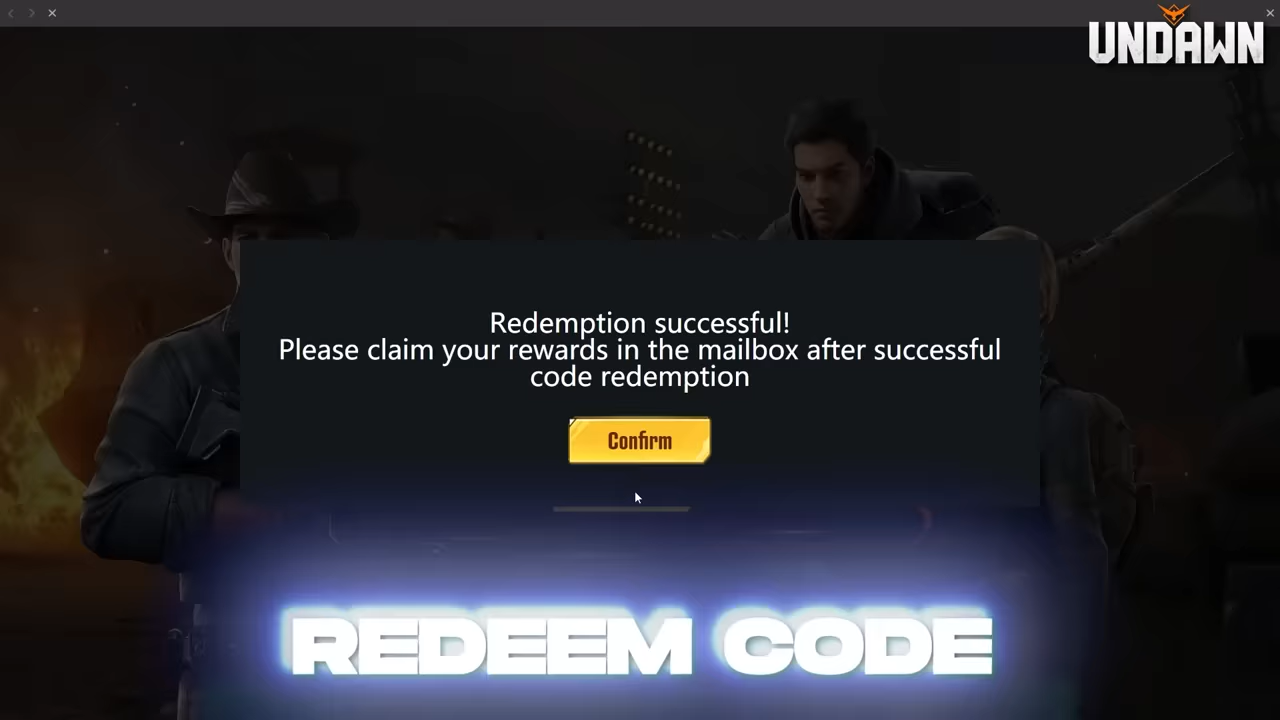 UNDAWN
Redemption successful!
Please claim your rewards in the mailbox after successful
code redemption
Confirm
REDEEM CODE